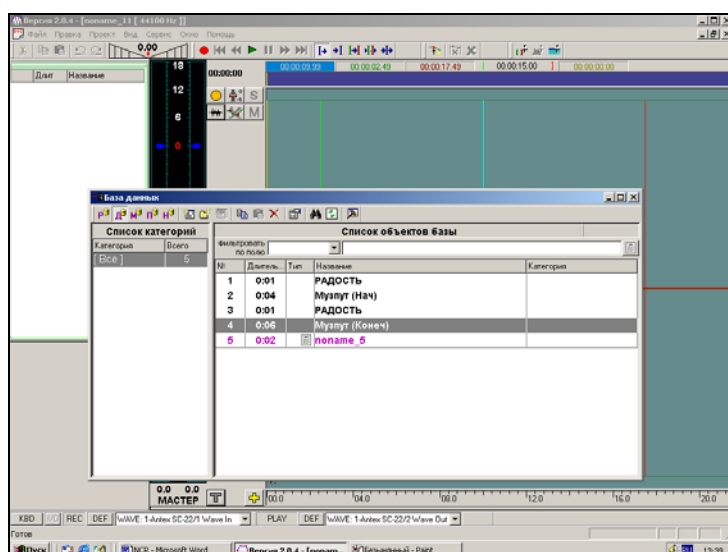 Версия 2.0.4 - [noname_11 [ 44100 Hz ]]
Файл Правка Проект Вид Сервис Окно Помощь
0.00
Длит Название
18
12
6
0
00:00:00
00:00:09.99 00:00:02.49 00:00:17.49 00:00:15.00 00:00:00.00
S
M
База данных
Р Д М П Н
Список категорий
Категория Всего
[Все ] 5
Список объектов базы
Фильтровать по полю
№ Длитель... Тип Название Категория
1 0:01 РАДОСТЬ
2 0:04 Музпут (Нач)
3 0:01 РАДОСТЬ
4 0:06 Музпут (Конеч)
5 0:02 noname_5
0.0 0.0
МАСТЕР
T
00.0 04.0 08.0 12.0 16.0 20.0
KBD I/O REC DEF WAVE: 1-Antex SC-22/1 Wave In PLAY DEF WAVE: 1-Antex SC-22/2 Wave Out
Готов
Пуск INCR - Microsoft Word Версия 2.0.4 - [nonam... Безымянный - Paint 13:39